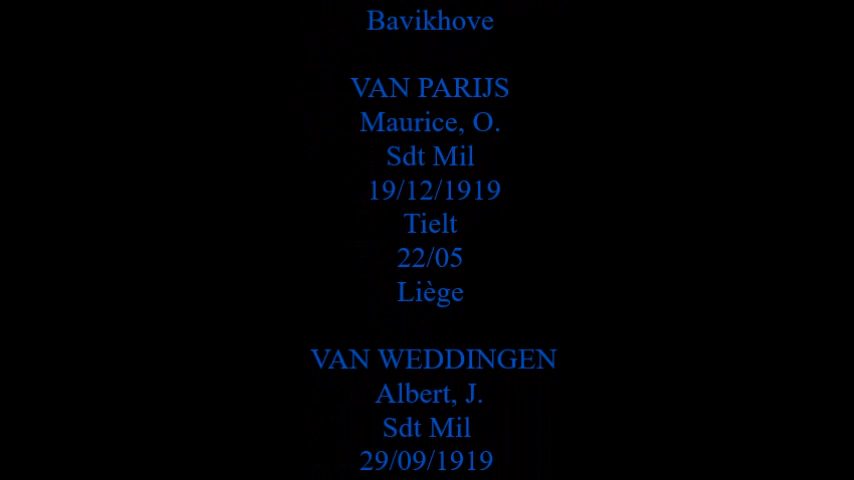 Bavikhove
VAN PARIJS
Maurice, O.
Sdt Mil
19/12/1919
Tielt
22/05
Liège
VAN WEDDINGEN
Albert, J.
Sdt Mil
29/09/1919